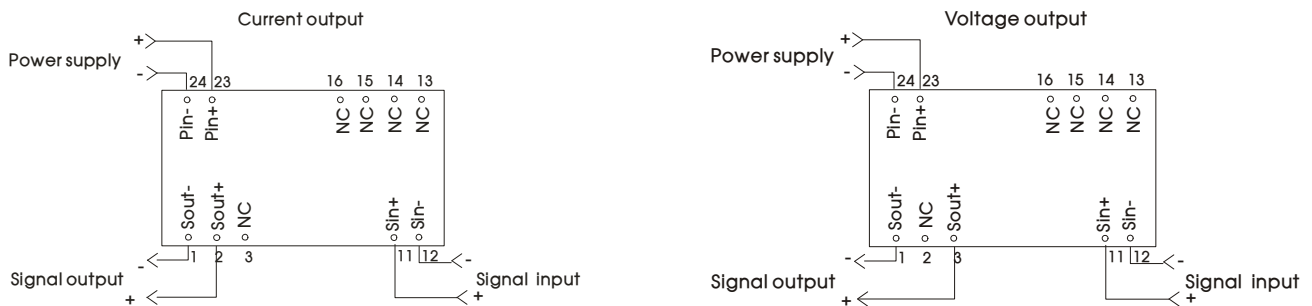 Current output
+
Power supply
-
24 23 16 15 14 13
Pin- Pin+ NC NC NC NC
Sout- Sout+ NC Sin+ Sin-
1 2 3 11 12
- -
Signal output Signal input
+ +
Voltage output
+
Power supply
-
24 23 16 15 14 13
Pin- Pin+ NC NC NC NC
Sout- NC Sout+ Sin+ Sin-
1 2 3 11 12
- -
Signal output Signal input
+ +